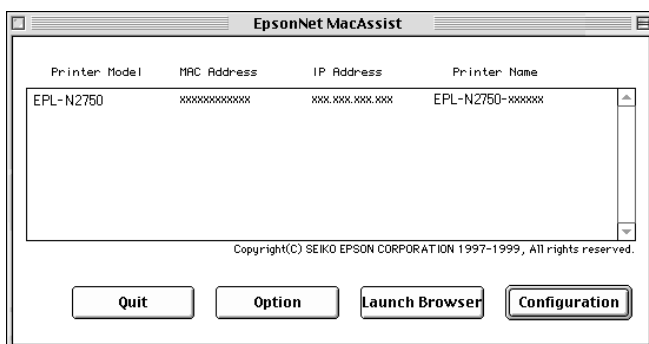 EpsonNet MacAssist
Printer Model MAC Address IP Address Printer Name
EPL-N2750 xxxxxxxxxxxx xxx.xxx.xxx.xxx EPL-N2750-xxxxxx
Copyright(C) SEIKO EPSON CORPORATION 1997-1999, All rights reserved.
Quit Option Launch Browser Configuration